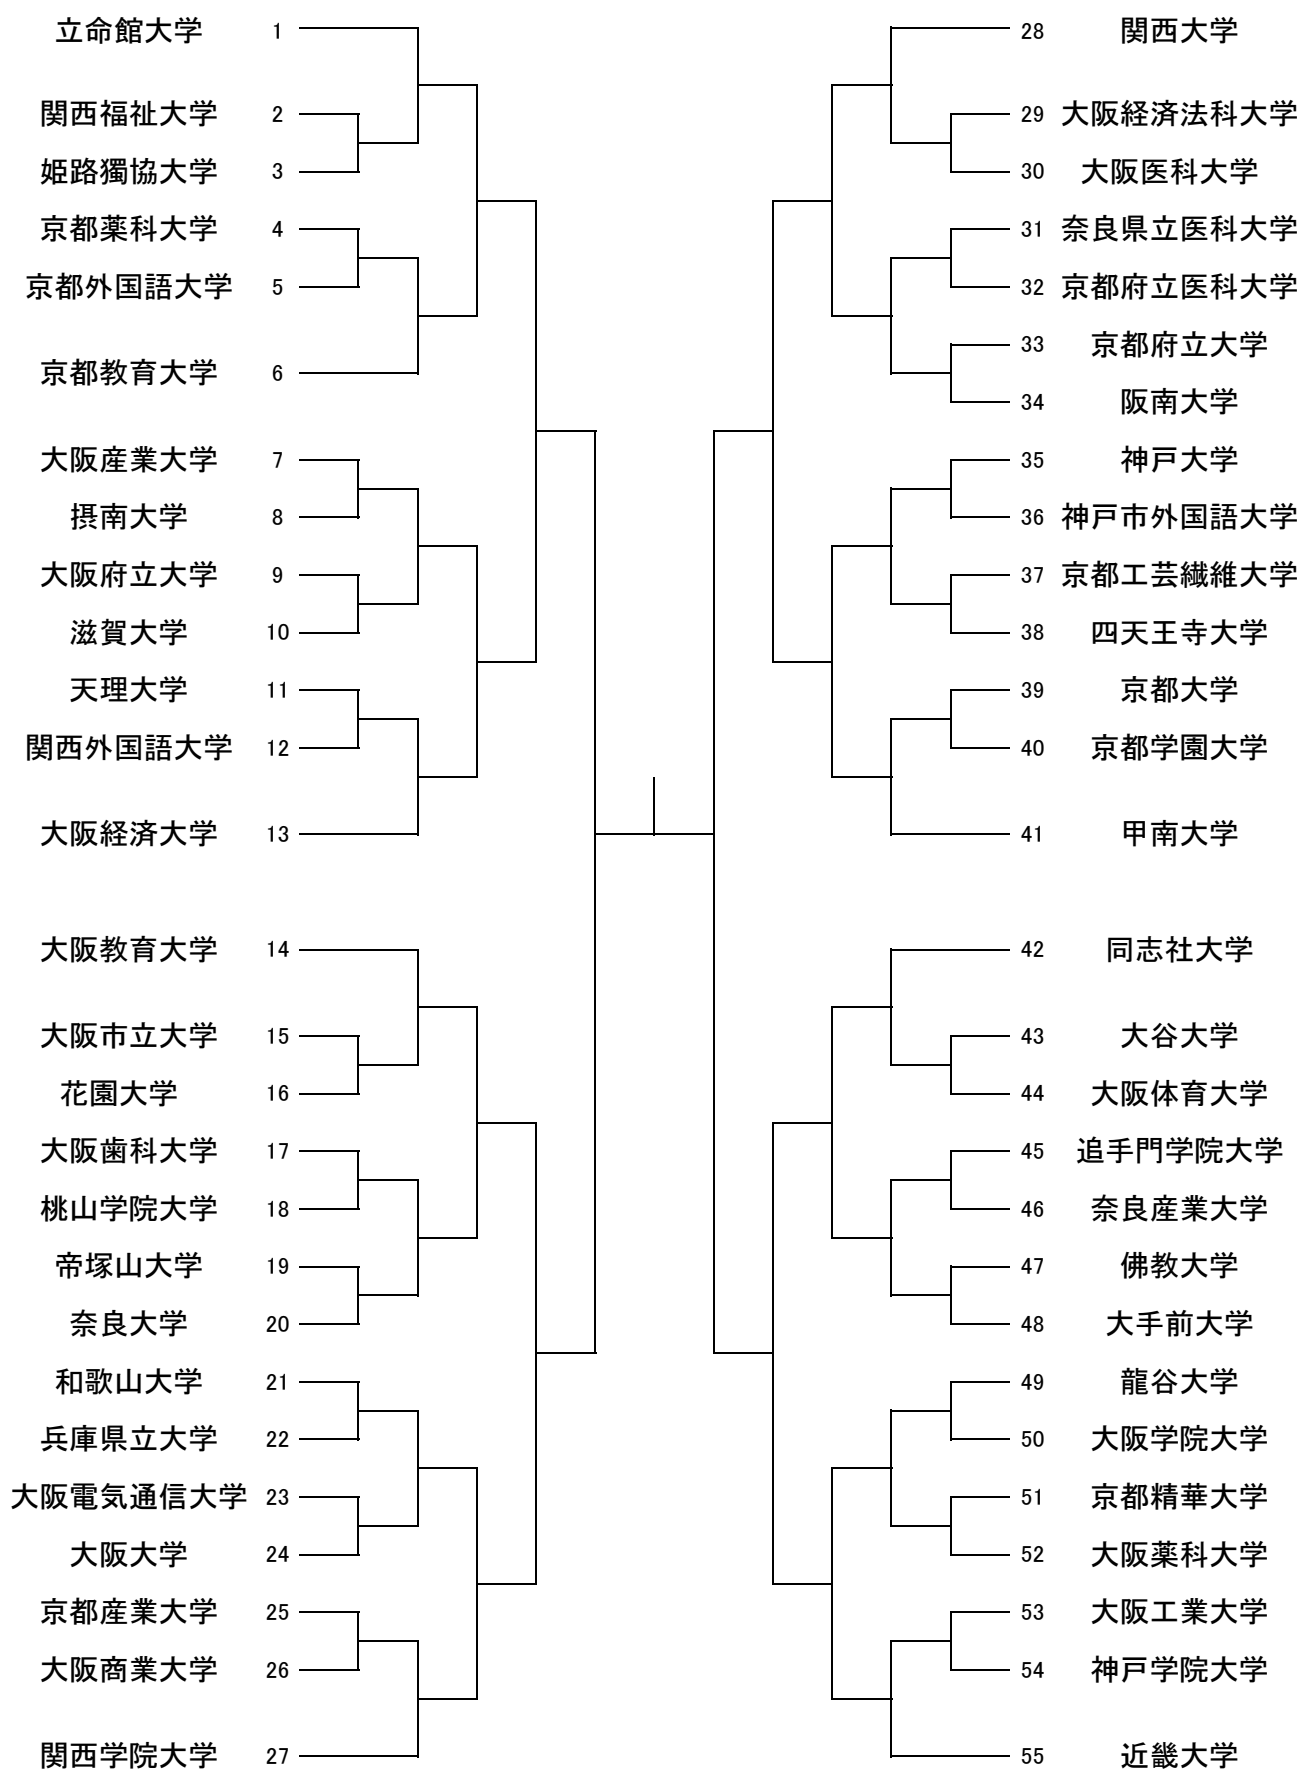 立命館大学 1
関西福祉大学 2
姫路獨協大学 3
京都薬科大学 4
京都外国語大学 5
京都教育大学 6
大阪産業大学 7
摂南大学 8
大阪府立大学 9
滋賀大学 10
天理大学 11
関西外国語大学 12
大阪経済大学 13
大阪教育大学 14
大阪市立大学 15
花園大学 16
大阪歯科大学 17
桃山学院大学 18
帝塚山大学 19
奈良大学 20
和歌山大学 21
兵庫県立大学 22
大阪電気通信大学 23
大阪大学 24
京都産業大学 25
大阪商業大学 26
関西学院大学 27
28 関西大学
29 大阪経済法科大学
30 大阪医科大学
31 奈良県立医科大学
32 京都府立医科大学
33 京都府立大学
34 阪南大学
35 神戸大学
36 神戸市外国語大学
37 京都工芸繊維大学
38 四天王寺大学
39 京都大学
40 京都学園大学
41 甲南大学
42 同志社大学
43 大谷大学
44 大阪体育大学
45 追手門学院大学
46 奈良産業大学
47 佛教大学
48 大手前大学
49 龍谷大学
50 大阪学院大学
51 京都精華大学
52 大阪薬科大学
53 大阪工業大学
54 神戸学院大学
55 近畿大学